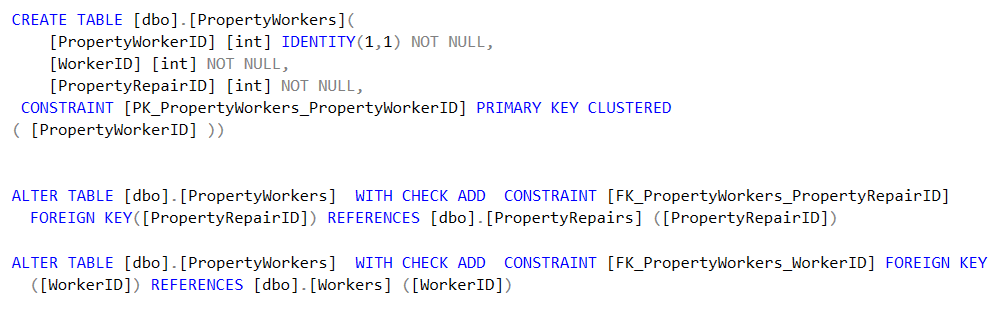 CREATE TABLE [dbo].[PropertyWorkers](
    [PropertyWorkerID] [int] IDENTITY(1,1) NOT NULL,
    [WorkerID] [int] NOT NULL,
    [PropertyRepairID] [int] NOT NULL,
 CONSTRAINT [PK_PropertyWorkers_PropertyWorkerID] PRIMARY KEY CLUSTERED
( [PropertyWorkerID] ))
ALTER TABLE [dbo].[PropertyWorkers]  WITH CHECK ADD  CONSTRAINT [FK_PropertyWorkers_PropertyRepairID]
  FOREIGN KEY([PropertyRepairID]) REFERENCES [dbo].[PropertyRepairs] ([PropertyRepairID])
ALTER TABLE [dbo].[PropertyWorkers]  WITH CHECK ADD  CONSTRAINT [FK_PropertyWorkers_WorkerID] FOREIGN KEY
  ([WorkerID]) REFERENCES [dbo].[Workers] ([WorkerID])